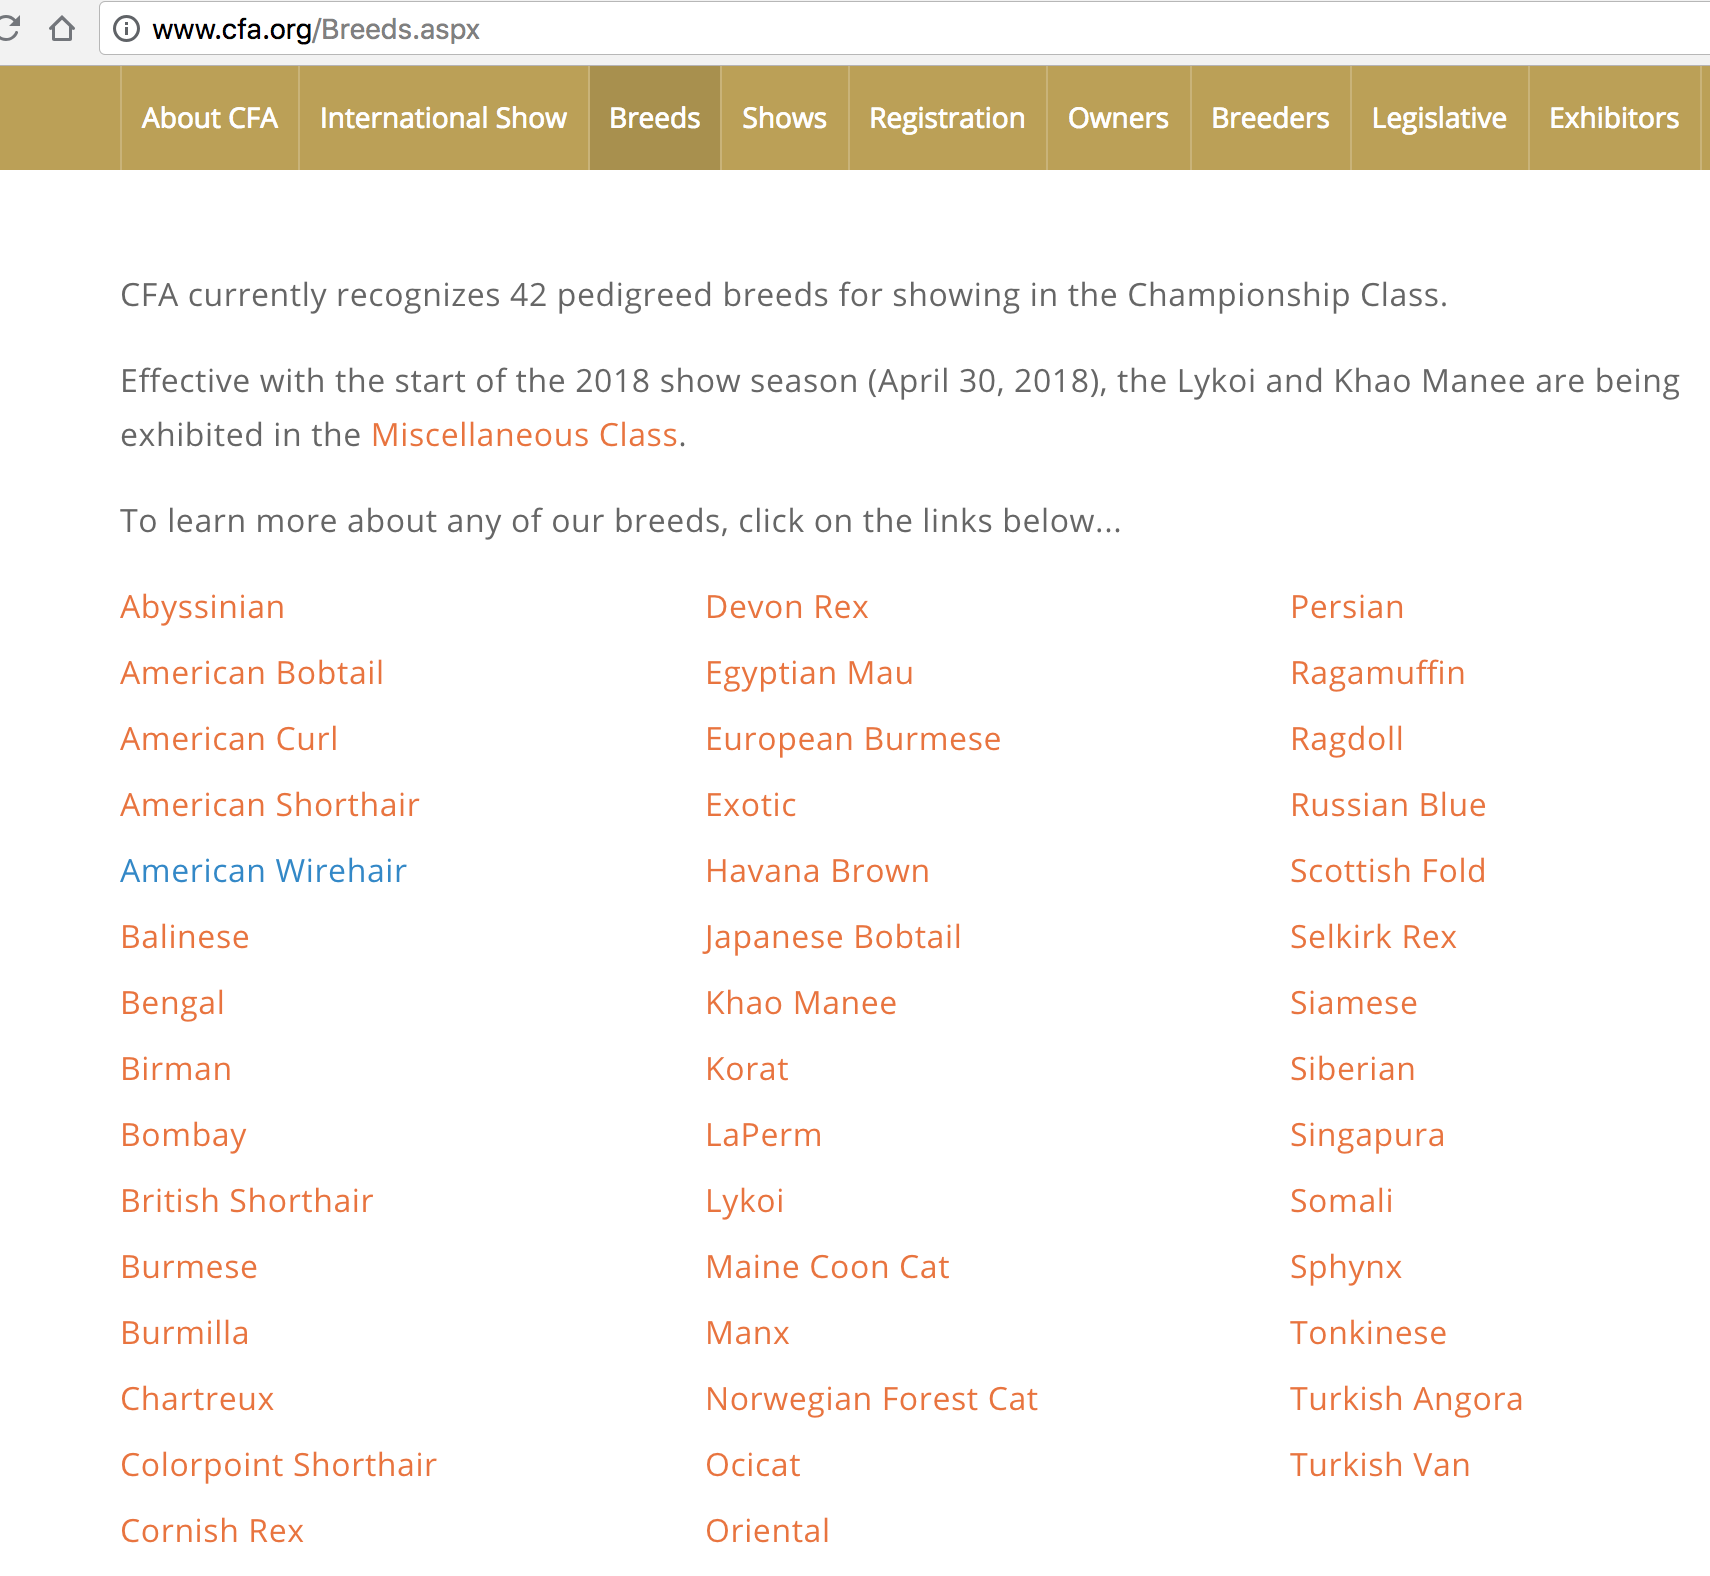 www.cfa.org/Breeds.aspx
About CFA International Show Breeds Shows Registration Owners Breeders Legislative Exhibitors
CFA currently recognizes 42 pedigreed breeds for showing in the Championship Class.
Effective with the start of the 2018 show season (April 30, 2018), the Lykoi and Khao Manee are being
exhibited in the Miscellaneous Class.
To learn more about any of our breeds, click on the links below...
Abyssinian
American Bobtail
American Curl
American Shorthair
American Wirehair
Balinese
Bengal
Birman
Bombay
British Shorthair
Burmese
Burmilla
Chartreux
Colorpoint Shorthair
Cornish Rex
Devon Rex
Egyptian Mau
European Burmese
Exotic
Havana Brown
Japanese Bobtail
Khao Manee
Korat
LaPerm
Lykoi
Maine Coon Cat
Manx
Norwegian Forest Cat
Ocicat
Oriental
Persian
Ragamuffin
Ragdoll
Russian Blue
Scottish Fold
Selkirk Rex
Siamese
Siberian
Singapura
Somali
Sphynx
Tonkinese
Turkish Angora
Turkish Van